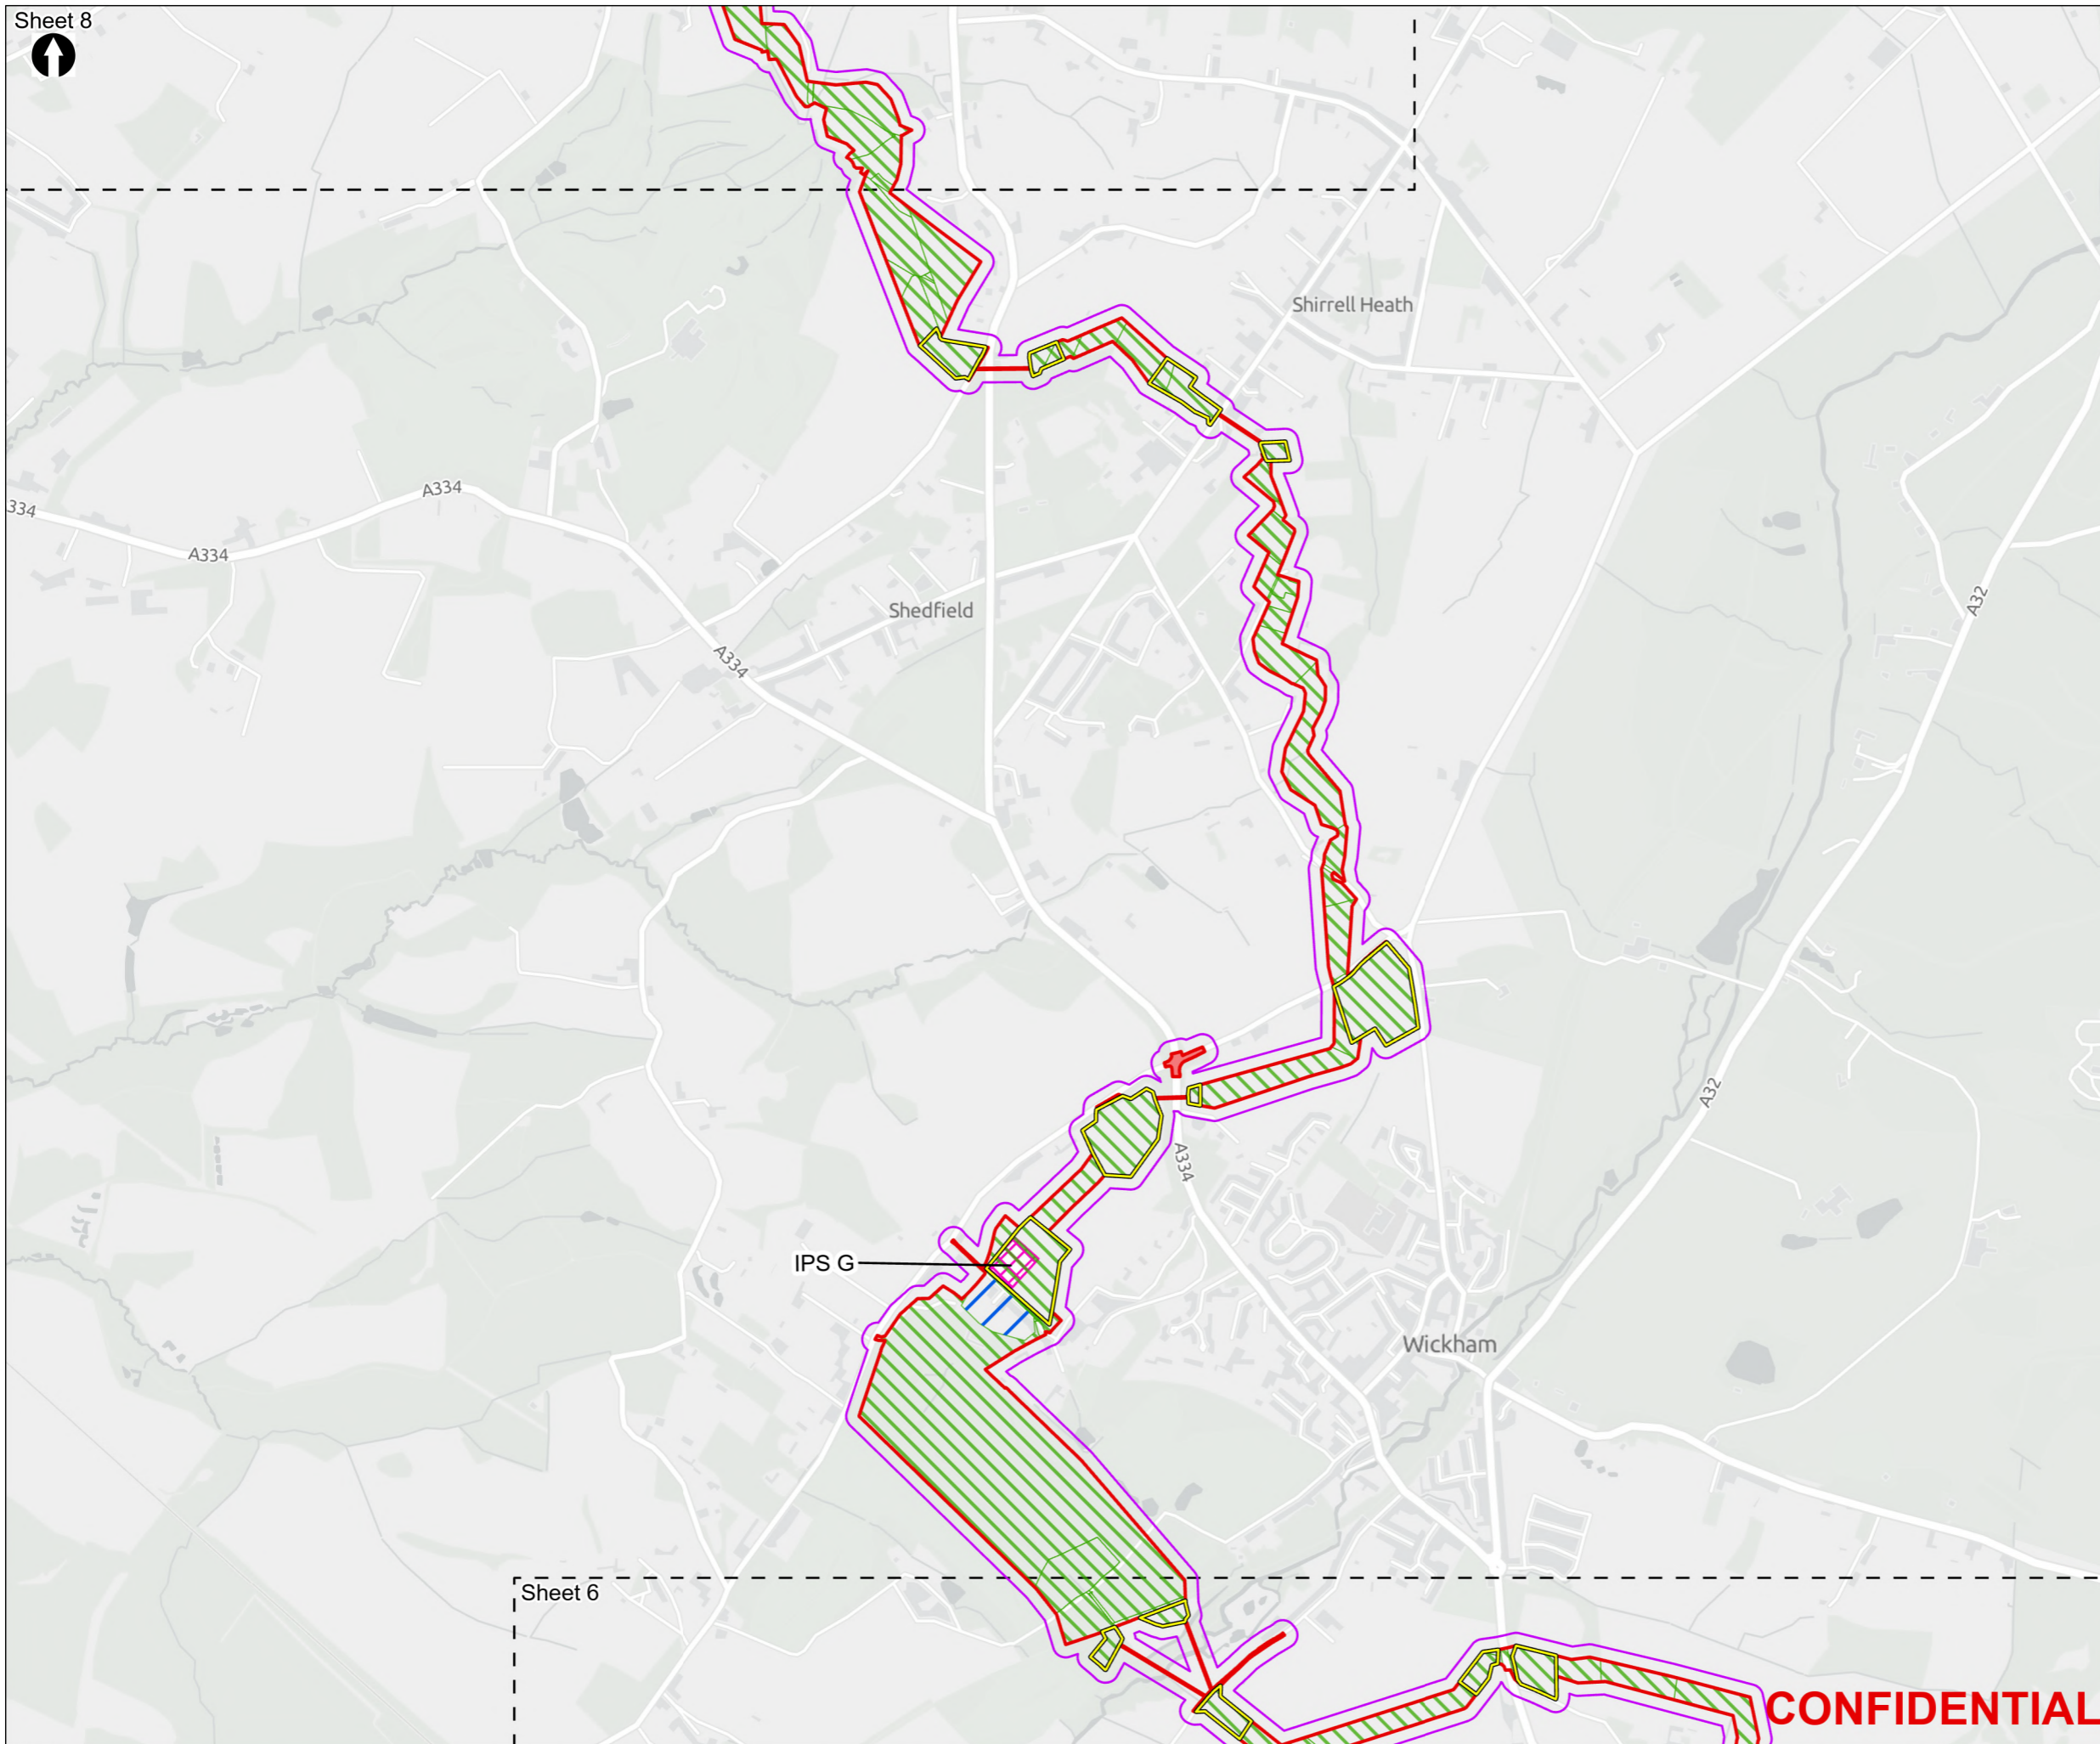 Sheet 8
Shirrell Heath
A334
334
A334
A32
Shedfield
A334
A32
A334
IPS G
Wickham
Sheet 6
CONFIDENTIAL